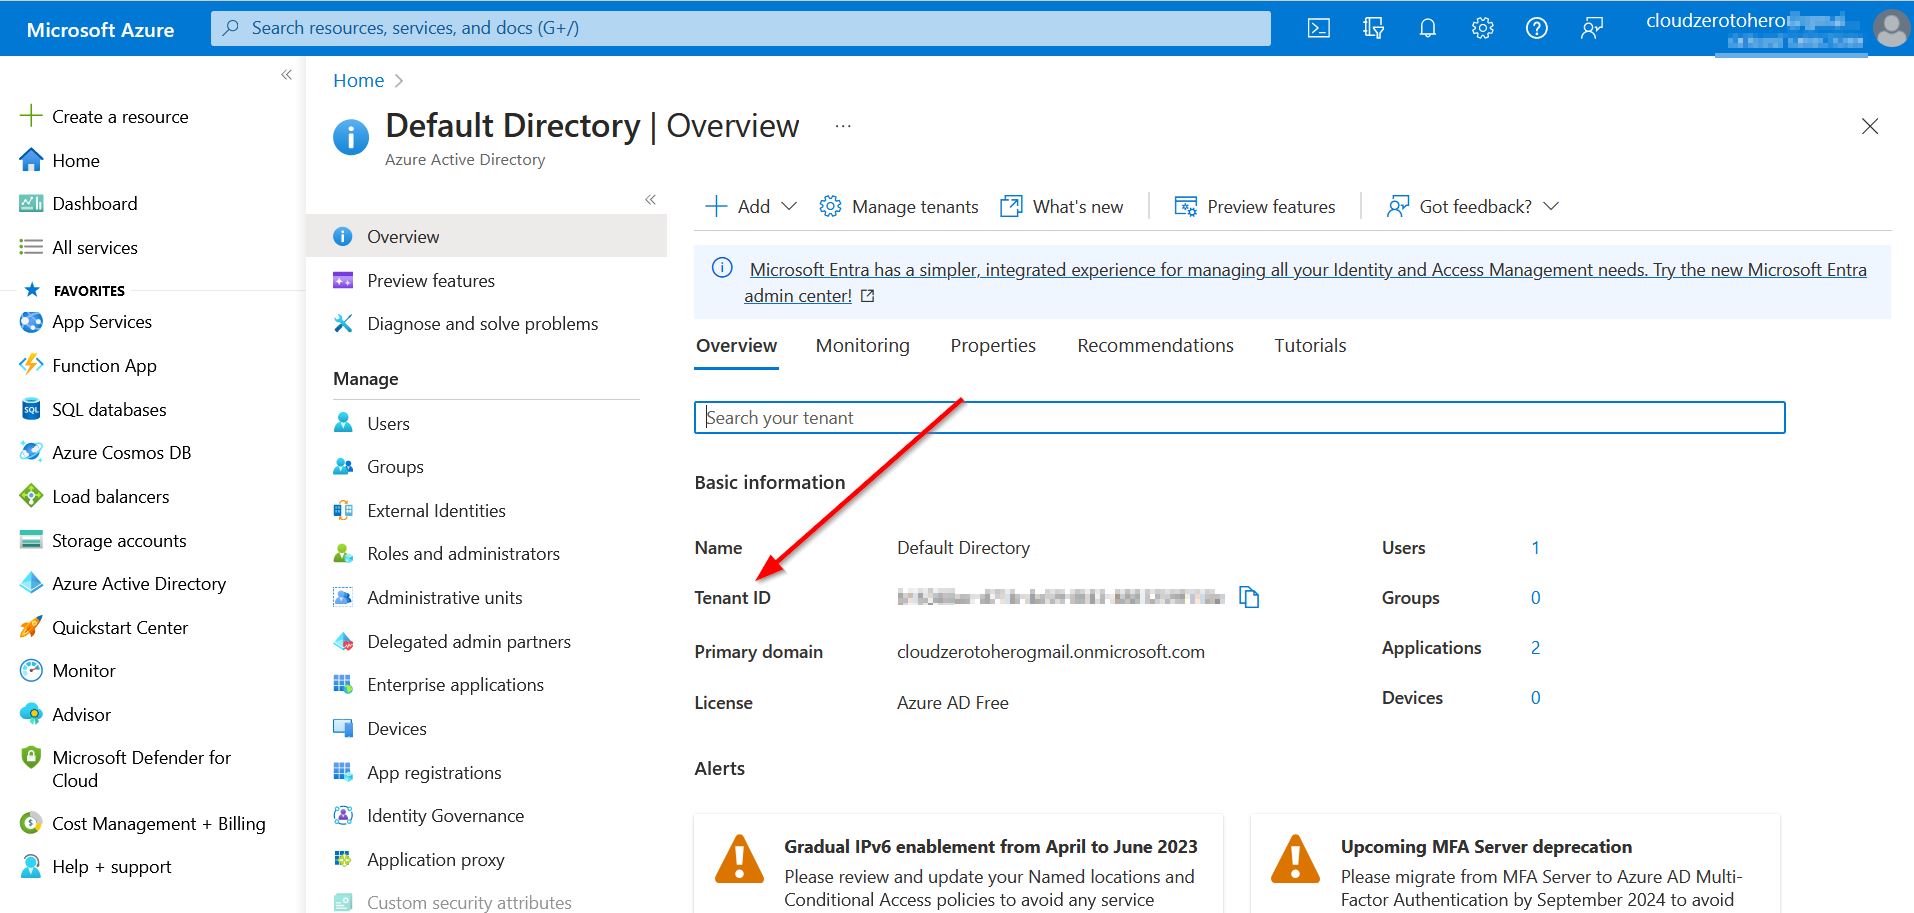 Microsoft Azure
Search resources, services, and docs (G+/)
cloudzerotohero
Create a resource
Home
Dashboard
All services
FAVORITES
App Services
Function App
SQL databases
Azure Cosmos DB
Load balancers
Storage accounts
Azure Active Directory
Quickstart Center
Monitor
Advisor
Microsoft Defender for
Cloud
Cost Management + Billing
Help + support
Home
Default Directory | Overview ...
Azure Active Directory
Overview
Preview features
Diagnose and solve problems
Manage
Users
Groups
External Identities
Roles and administrators
Administrative units
Delegated admin partners
Enterprise applications
Devices
App registrations
Identity Governance
Application proxy
Custom security attributes
Add Manage tenants What's new Preview features Got feedback?
Microsoft Entra has a simpler, integrated experience for managing all your Identity and Access Management needs. Try the new Microsoft Entra
admin center!
Overview Monitoring Properties Recommendations Tutorials
Search your tenant
Basic information
Name Default Directory
Tenant ID
Primary domain cloudzerotoherogmail.onmicrosoft.com
License Azure AD Free
Users 1
Groups 0
Applications 2
Devices 0
Alerts
Gradual IPv6 enablement from April to June 2023
Please review and update your Named locations and
Conditional Access policies to avoid any service
Upcoming MFA Server deprecation
Please migrate from MFA Server to Azure AD Multi-
Factor Authentication by September 2024 to avoid